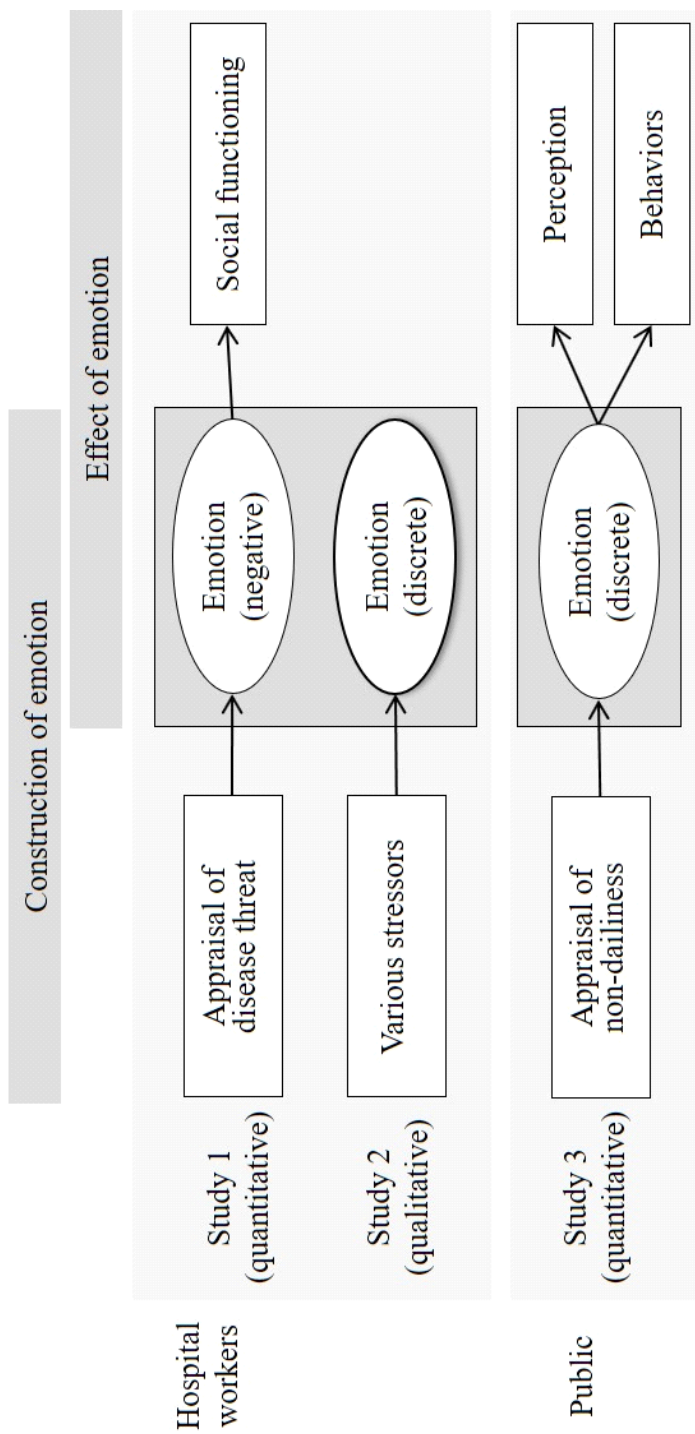 Construction of emotion
Effect of emotion
Hospital
workers
Study 1
(quantitative)
Appraisal of
disease threat
Emotion
(negative)
Social functioning
Study 2
(qualitative)
Various stressors
Emotion
(discrete)
Public
Study 3
(quantitative)
Appraisal of
non-dailiness
Emotion
(discrete)
Perception
Behaviors